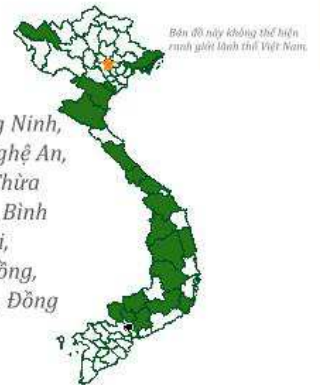 Bản đồ này không thể hiện
ranh giới lãnh thổ Việt Nam.
g Ninh,
ghệ An,
Thừa
Bình
i,
ồng,
Đồng